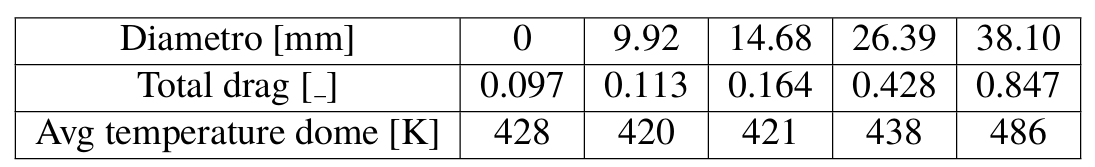 Diametro [mm] 0 9.92 14.68 26.39 38.10
Total drag [_] 0.097 0.113 0.164 0.428 0.847
Avg temperature dome [K] 428 420 421 438 486